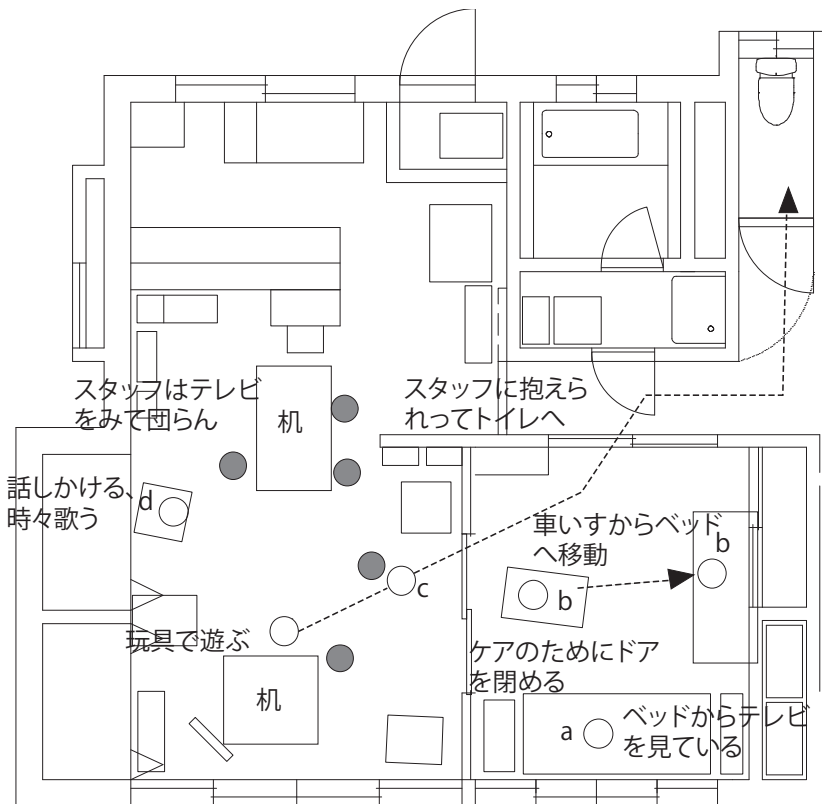 スタッフはテレビ
をみて団らん
机
スタッフに抱えら
れってトイレへ
話しかける、
時々歌う
d
車いすからベッド
へ移動
b
b
c
玩具で遊ぶ
ケアのためにドア
を閉める
机
a
ベッドからテレビ
を見ている